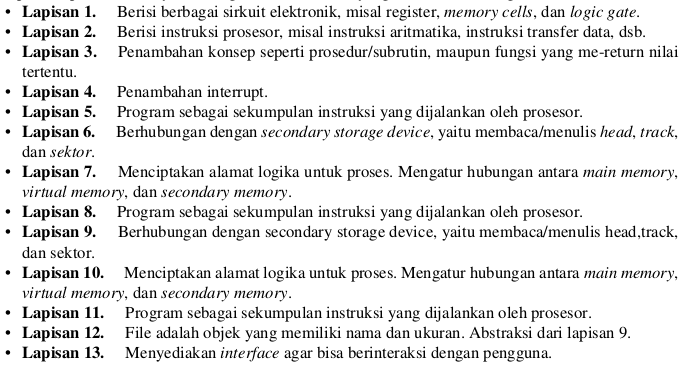 • Lapisan 1. Berisi berbagai sirkuit elektronik, misal register, memory cells, dan logic gate.
• Lapisan 2. Berisi instruksi prosesor, misal instruksi aritmatika, instruksi transfer data, dsb.
• Lapisan 3. Penambahan konsep seperti prosedur/subrutin, maupun fungsi yang me-return nilai
tertentu.
• Lapisan 4. Penambahan interrupt.
• Lapisan 5. Program sebagai sekumpulan instruksi yang dijalankan oleh prosesor.
• Lapisan 6. Berhubungan dengan secondary storage device, yaitu membaca/menulis head, track,
dan sektor.
• Lapisan 7. Menciptakan alamat logika untuk proses. Mengatur hubungan antara main memory,
virtual memory, dan secondary memory.
• Lapisan 8. Program sebagai sekumpulan instruksi yang dijalankan oleh prosesor.
• Lapisan 9. Berhubungan dengan secondary storage device, yaitu membaca/menulis head,track,
dan sektor.
• Lapisan 10. Menciptakan alamat logika untuk proses. Mengatur hubungan antara main memory,
virtual memory, dan secondary memory.
• Lapisan 11. Program sebagai sekumpulan instruksi yang dijalankan oleh prosesor.
• Lapisan 12. File adalah objek yang memiliki nama dan ukuran. Abstraksi dari lapisan 9.
• Lapisan 13. Menyediakan interface agar bisa berinteraksi dengan pengguna.